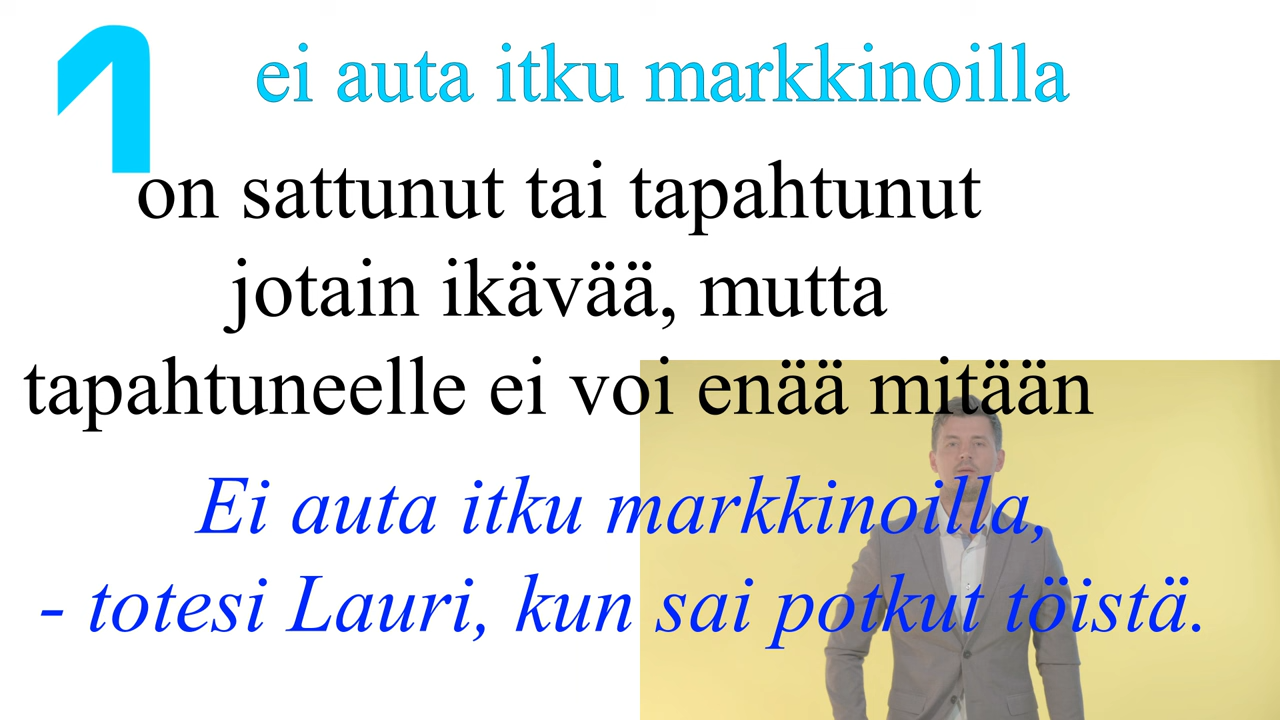 1
ei auta itku markkinoilla
on sattunut tai tapahtunut
jotain ikävää, mutta
tapahtuneelle ei voi enää mitään
Ei auta itku markkinoilla,
- totesi Lauri, kun sai potkut töistä.